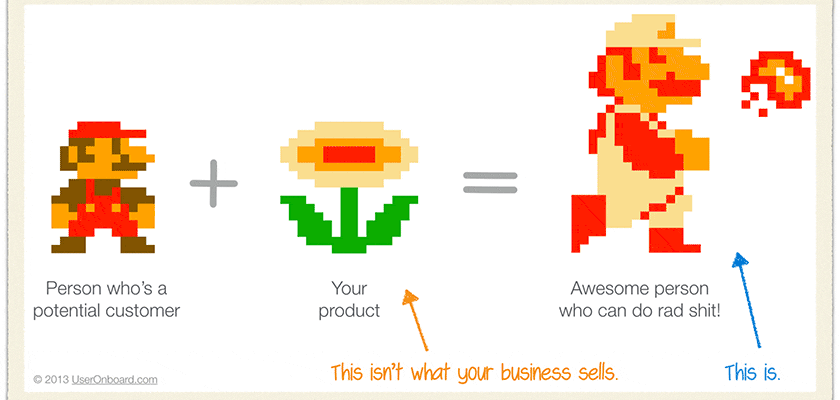 Person who's a
potential customer
Your
product
Awesome person
who can do rad shit!
This isn't what your business sells.
This is.
© 2013 UserOnboard.com